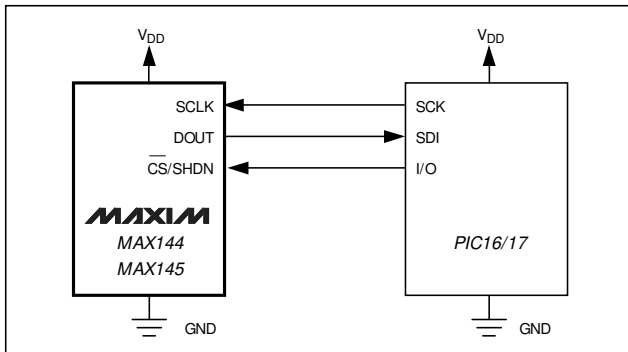 VDD VDD
SCLK SCK
DOUT SDI
CS/SHDN I/O
MAXIM
MAX144
MAX145
PIC16/17
GND GND